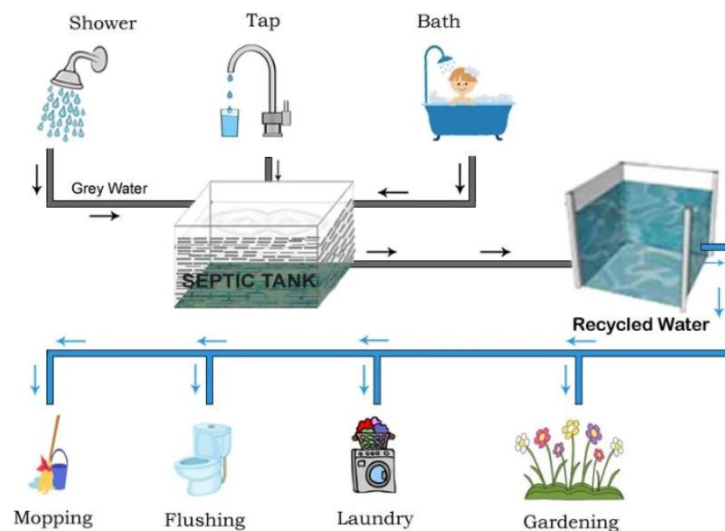 Shower
Tap
Bath
Grey Water
SEPTIC TANK
Recycled Water
Mopping
Flushing
Laundry
Gardening